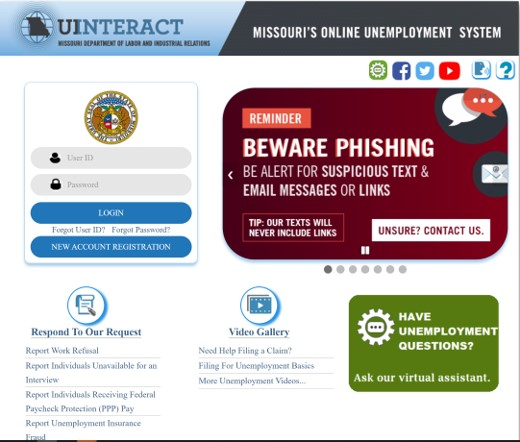 UINTERACT
MISSOURI DEPARTMENT OF LABOR AND INDUSTRIAL RELATIONS
MISSOURI'S ONLINE UNEMPLOYMENT SYSTEM
User ID
Password
LOGIN
Forgot User ID? Forgot Password?
NEW ACCOUNT REGISTRATION
REMINDER
BEWARE PHISHING
BE ALERT FOR SUSPICIOUS TEXT &
EMAIL MESSAGES OR LINKS
TIP: OUR TEXTS WILL
NEVER INCLUDE LINKS
UNSURE? CONTACT US.
Respond To Our Request
Report Work Refusal
Report Individuals Unavailable for an
Interview
Report Individuals Receiving Federal
Paycheck Protection (PPP) Pay
Report Unemployment Insurance
Fraud
Video Gallery
Need Help Filing a Claim?
Filing For Unemployment Basics
More Unemployment Videos...
HAVE
UNEMPLOYMENT
QUESTIONS?
Ask our virtual assistant.